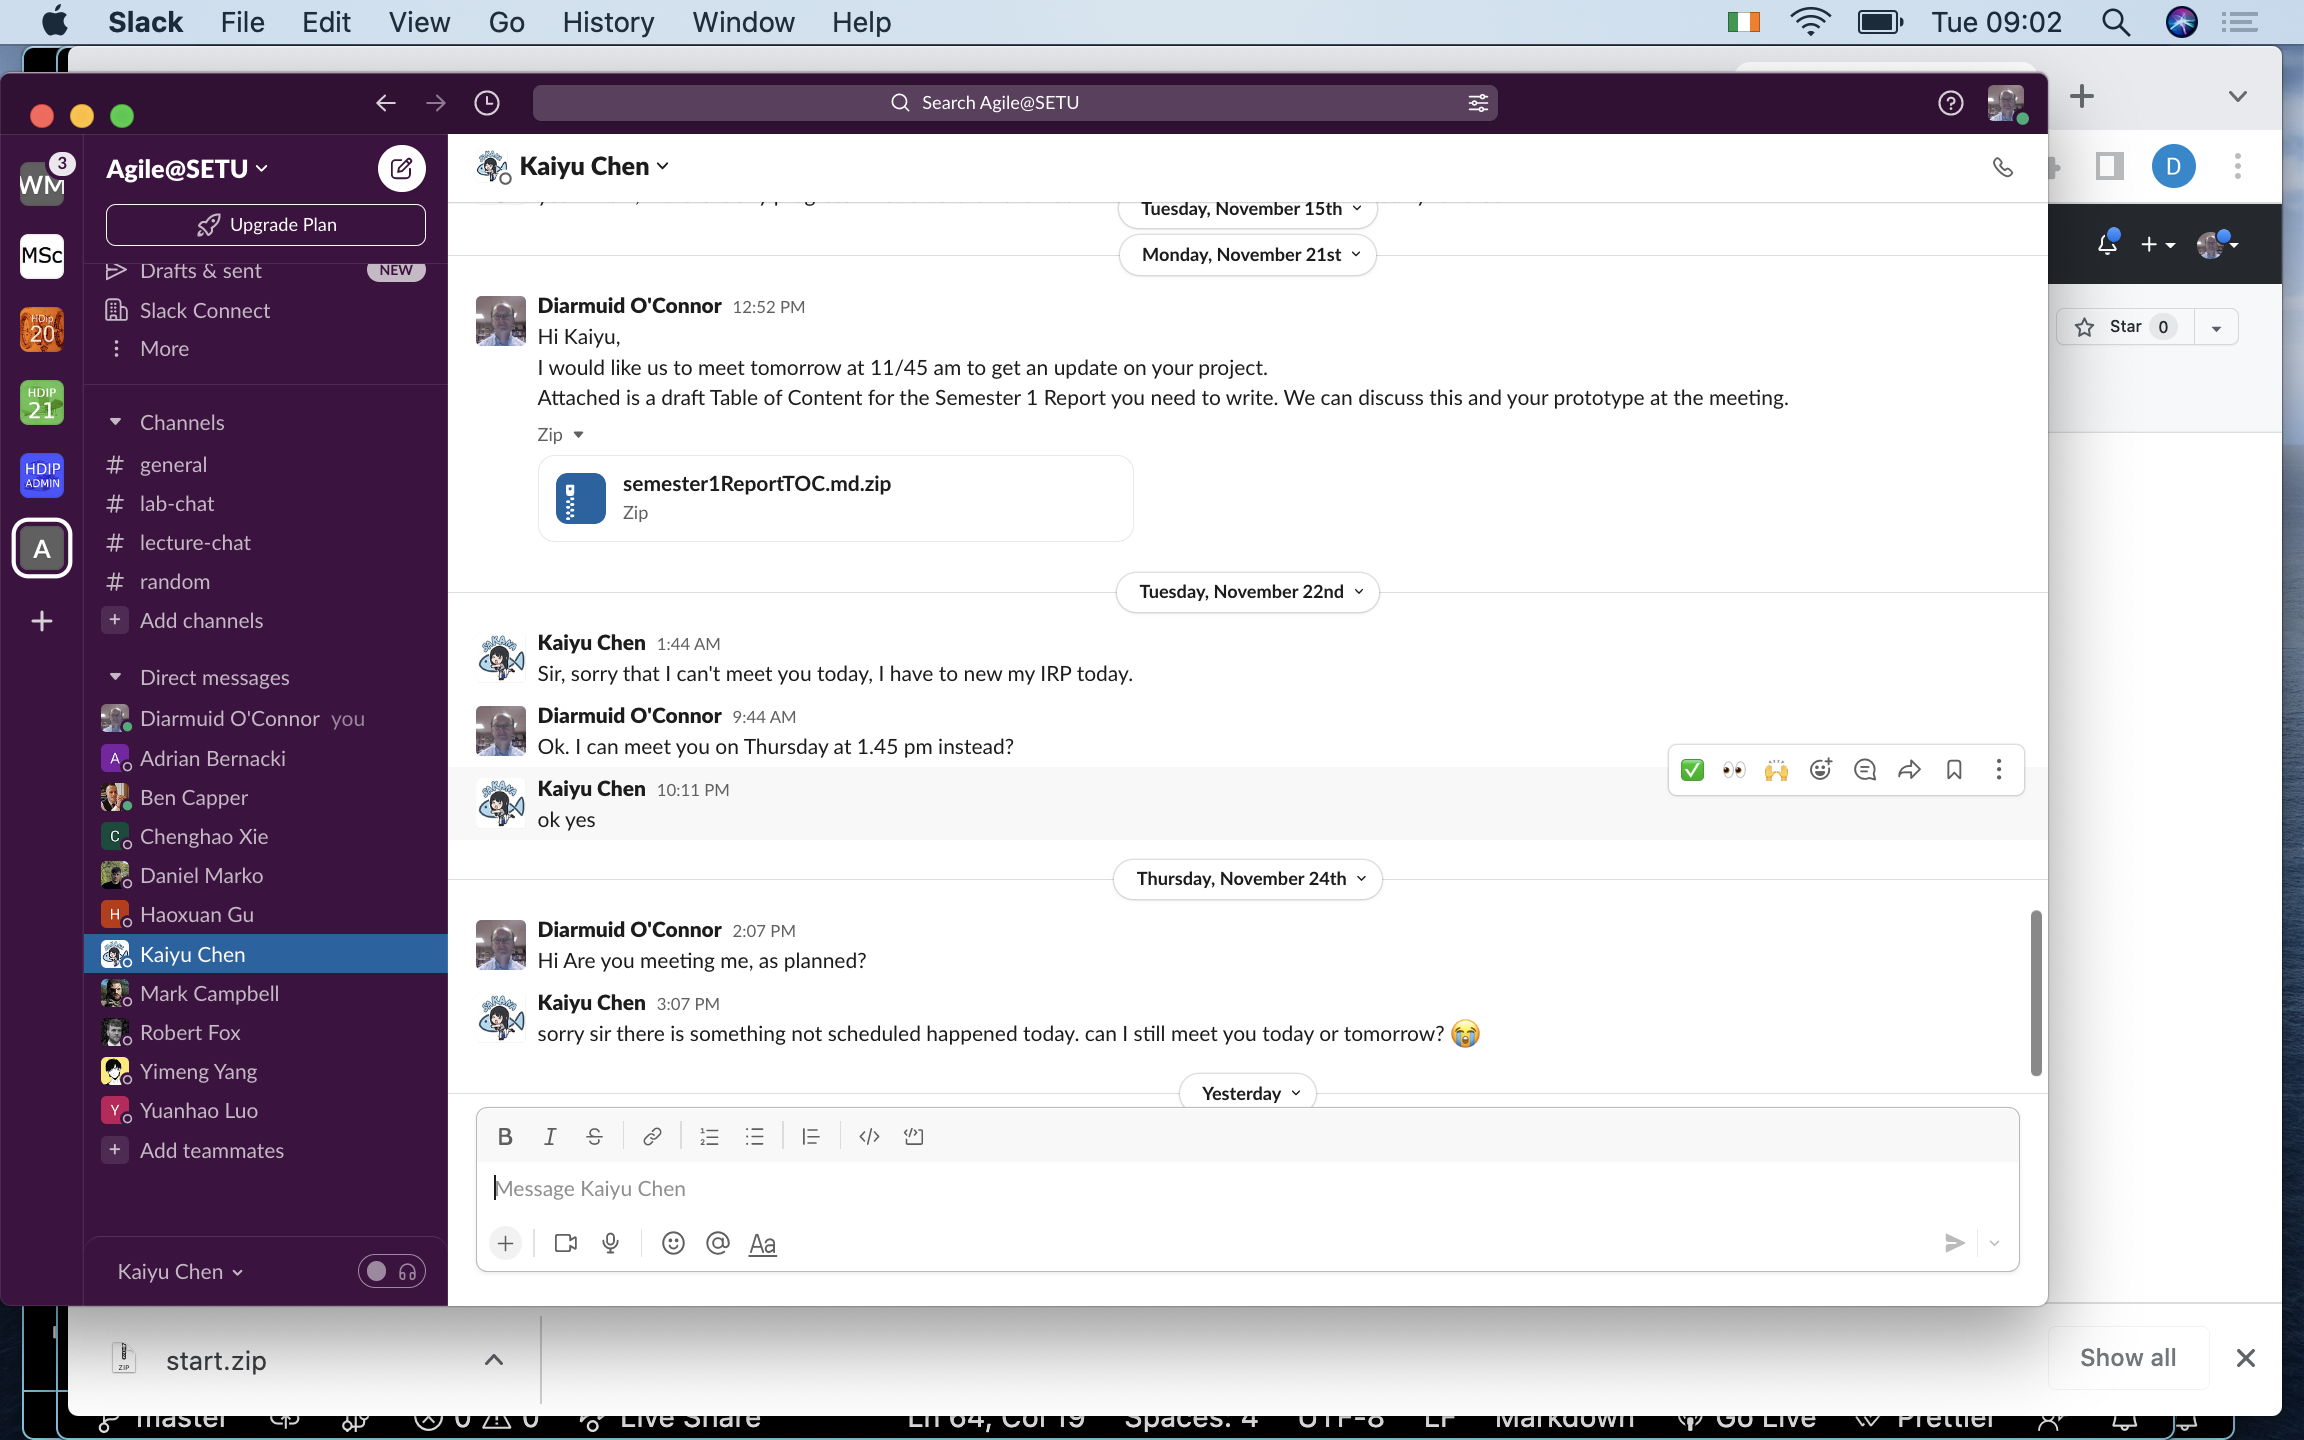 Slack File Edit View Go History Window Help Tue 09:02
Search Agile@SETU
3
WM
MSc
HDip
20
HDIP
21
HDIP
ADMIN
A
Agile@SETU
Upgrade Plan
Drafts & sent NEW
Slack Connect
More
Channels
# general
# lab-chat
# lecture-chat
# random
+ Add channels
Direct messages
Diarmuid O'Connor you
A Adrian Bernacki
Ben Capper
C Chenghao Xie
Daniel Marko
H Haoxuan Gu
Kaiyu Chen
Mark Campbell
Robert Fox
Yimeng Yang
Y Yuanhao Luo
+ Add teammates
Kaiyu Chen
Kaiyu Chen
Tuesday, November 15th
Monday, November 21st
Diarmuid O'Connor 12:52 PM
Hi Kaiyu,
I would like us to meet tomorrow at 11/45 am to get an update on your project.
Attached is a draft Table of Content for the Semester 1 Report you need to write. We can discuss this and your prototype at the meeting.
Zip
semester1ReportTOC.md.zip
Zip
Tuesday, November 22nd
Kaiyu Chen 1:44 AM
Sir, sorry that I can't meet you today, I have to new my IRP today.
Diarmuid O'Connor 9:44 AM
Ok. I can meet you on Thursday at 1.45 pm instead?
Kaiyu Chen 10:11 PM
ok yes
Thursday, November 24th
Diarmuid O'Connor 2:07 PM
Hi Are you meeting me, as planned?
Kaiyu Chen 3:07 PM
sorry sir there is something not scheduled happened today. can I still meet you today or tomorrow? 😭
Yesterday
B I S
Message Kaiyu Chen
Aa
D
Star 0
ZIP
start.zip
Show all
master 0 0 Live Share Ln 64, Col 19 Spaces: 4 UTF-8 LF Markdown Go Live Prettier